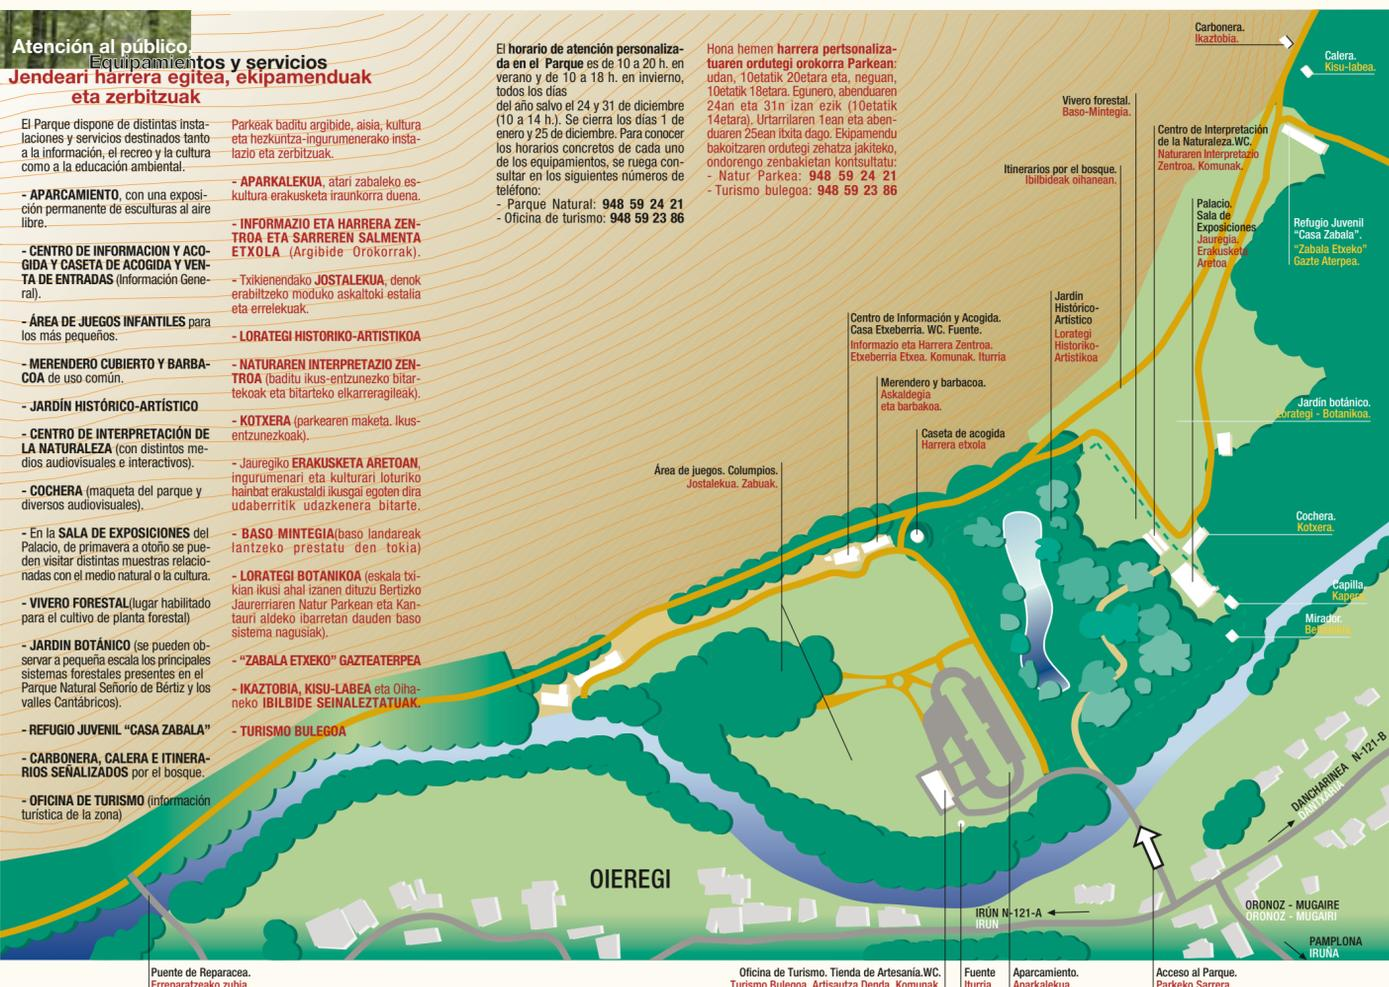 Atención al público,
Equipamientos y servicios
Jendeari harrera egitea, ekipamenduak
eta zerbitzuak
El Parque dispone de distintas insta-
laciones y servicios destinados tanto
a la información, el recreo y la cultura
como a la educación ambiental.
- APARCAMIENTO, con una exposi-
ción permanente de esculturas al aire
libre.
- CENTRO DE INFORMACION Y ACO-
GIDA Y CASETA DE ACOGIDA Y VEN-
TA DE ENTRADAS (Información Gene-
ral).
- ÁREA DE JUEGOS INFANTILES para
los más pequeños.
- MERENDERO CUBIERTO Y BARBA-
COA de uso común.
- JARDÍN HISTÓRICO-ARTÍSTICO
- CENTRO DE INTERPRETACIÓN DE
LA NATURALEZA (con distintos me-
dios audiovisuales e interactivos).
- COCHERA (maqueta del parque y
diversos audiovisuales).
- En la SALA DE EXPOSICIONES del
Palacio, de primavera a otoño se pue-
den visitar distintas muestras relacio-
nadas con el medio natural o la cultura.
- VIVERO FORESTAL(lugar habilitado
para el cultivo de planta forestal)
- JARDIN BOTÁNICO (se pueden ob-
servar a pequeña escala los principales
sistemas forestales presentes en el
Parque Natural Señorío de Bértiz y los
valles Cantábricos).
- REFUGIO JUVENIL “CASA ZABALA”
- CARBONERA, CALERA E ITINERA-
RIOS SEÑALIZADOS por el bosque.
- OFICINA DE TURISMO (información
turística de la zona)
Parkeak baditu argibide, aisia, kultura
eta hezkuntza-ingurumenerako insta-
lazio eta zerbitzuak.
- APARKALEKUA, atari zabaleko es-
kultura erakusketa iraunkorra duena.
- INFORMAZIO ETA HARRERA ZEN-
TROA ETA SARREREN SALMENTA
ETXOLA (Argibide Orokorrak).
- Txikienendako JOSTALEKUA, denok
erabiltzeko moduko askaltoki estalia
eta errelekuak.
- LORATEGI HISTORIKO-ARTISTIKOA
- NATURAREN INTERPRETAZIO ZEN-
TROA (baditu ikus-entzunezko bitar-
tekoak eta bitarteko elkarreragileak).
- KOTXERA (parkearen maketa. Ikus-
entzunezkoak).
- Jauregiko ERAKUSKETA ARETOAN,
ingurumenari eta kulturari loturiko
hainbat erakustaldi ikusgai egoten dira
udaberritik udazkenera bitarte.
- BASO MINTEGIA(baso landareak
lantzeko prestatu den tokia)
- LORATEGI BOTANIKOA (eskala txi-
kian ikusi ahal izanen dituzu Bertizko
Jaurerriaren Natur Parkean eta Kan-
tauri aldeko ibarretan dauden baso
sistema nagusiak).
- “ZABALA ETXEKO” GAZTEATERPEA
- IKAZTOBIA, KISU-LABEA eta Oiha-
neko IBILBIDE SEINALEZTATUAK.
- TURISMO BULEGOA
El horario de atención personaliza-
da en el Parque es de 10 a 20 h. en
verano y de 10 a 18 h. en invierno,
todos los días
del año salvo el 24 y 31 de diciembre
(10 a 14 h.). Se cierra los días 1 de
enero y 25 de diciembre. Para conocer
los horarios concretos de cada uno
de los equipamientos, se ruega con-
sultar en los siguientes números de
teléfono:
- Parque Natural: 948 59 24 21
- Oficina de turismo: 948 59 23 86
Hona hemen harrera pertsonaliza-
tuaren ordutegi orokorra Parkean:
udan, 10etatik 20etara eta, neguan,
10etatik 18etara. Egunero, abenduaren
24an eta 31n izan ezik (10etatik
14etara). Urtarrilaren 1ean eta aben-
duaren 25ean itxita dago. Ekipamendu
bakoitzaren ordutegi zehatza jakiteko,
ondorengo zenbakietan kontsultatu:
- Natur Parkea: 948 59 24 21
- Turismo bulegoa: 948 59 23 86
Carbonera.
Ikaztobia.
Calera.
Kisu-labea.
Vivero forestal.
Baso-Mintegia.
Centro de Interpretación
de la Naturaleza.WC.
Naturaren Interpretazio
Zentroa. Komunak.
Itinerarios por el bosque.
Ibilbideak oihanean.
Palacio.
Sala de
Exposiciones
Jauregia.
Erakusketa
Aretoa
Refugio Juvenil
“Casa Zabala”.
“Zabala Etxeko”
Gazte Aterpea.
Jardin
Histórico-
Artístico
Lorategi
Historiko-
Artistikoa
Centro de Información y Acogida.
Casa Etxeberria. WC. Fuente.
Informazio eta Harrera Zentroa.
Etxeberria Etxea. Komunak. Iturria
Merendero y barbacoa.
Askaldegia
eta barbakoa.
Caseta de acogida
Harrera etxola
Área de juegos. Columpios.
Jostalekua. Zabuak.
Jardín botánico.
Lorategi - Botanikoa.
Cochera.
Kotxera.
Capilla.
Kapera.
Mirador.
DANCHARINEA N-121-B
DANTXARIA
OIEREGI
IRÚN N-121-A
IRUN
ORONOZ - MUGAIRE
ORONOZ - MUGAIRI
PAMPLONA
IRUÑA
Puente de Reparacea.
Erreparatzeako zubia.
Oficina de Turismo. Tienda de Artesanía.WC.
Turismo Bulegoa. Artisautza Denda. Komunak.
Fuente
Iturria
Aparcamiento.
Aparkalekua.
Acceso al Parque.
Parkeko Sarrera.